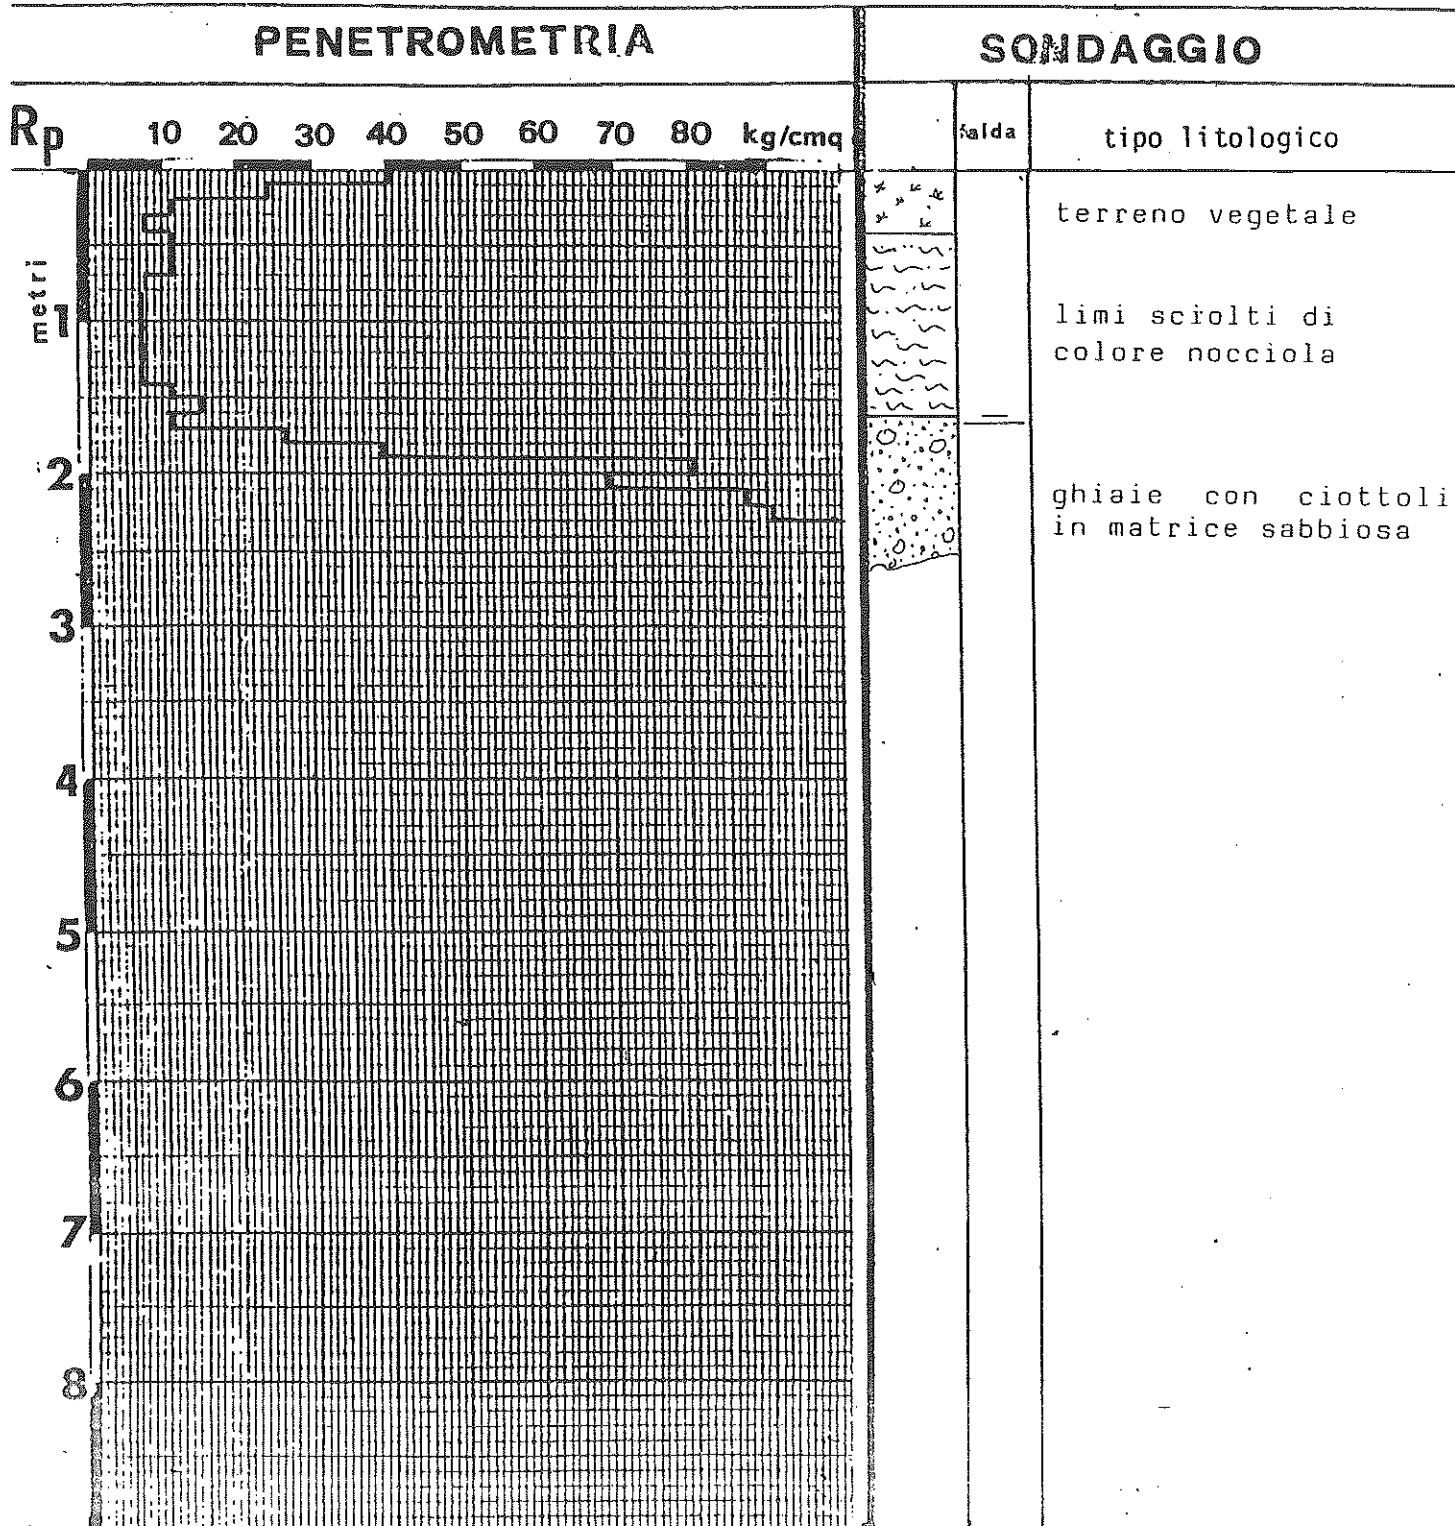 PENETROMETRIA
SONDAGGIO
Rp 10 20 30 40 50 60 70 80 kg/cmq
falda
tipo litologico
metri
1
2
3
4
5
6
7
8
terreno vegetale
limi sciolti di
colore nocciola
ghiaie con ciottoli
in matrice sabbiosa